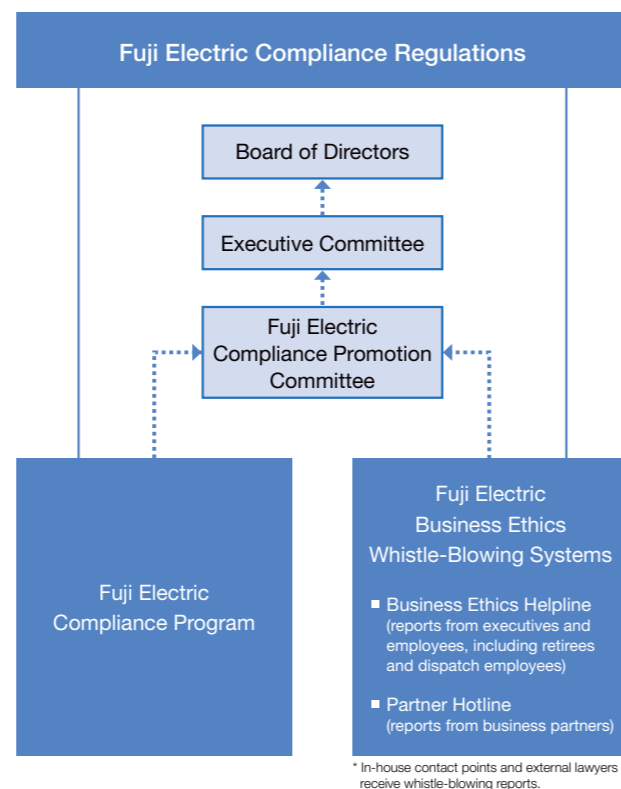 Fuji Electric Compliance Regulations
Board of Directors
Executive Committee
Fuji Electric
Compliance Promotion
Committee
Fuji Electric
Compliance Program
Fuji Electric
Business Ethics
Whistle-Blowing Systems
■ Business Ethics Helpline
(reports from executives and
employees, including retirees
and dispatch employees)
■ Partner Hotline
(reports from business partners)
* In-house contact points and external lawyers
receive whistle-blowing reports.